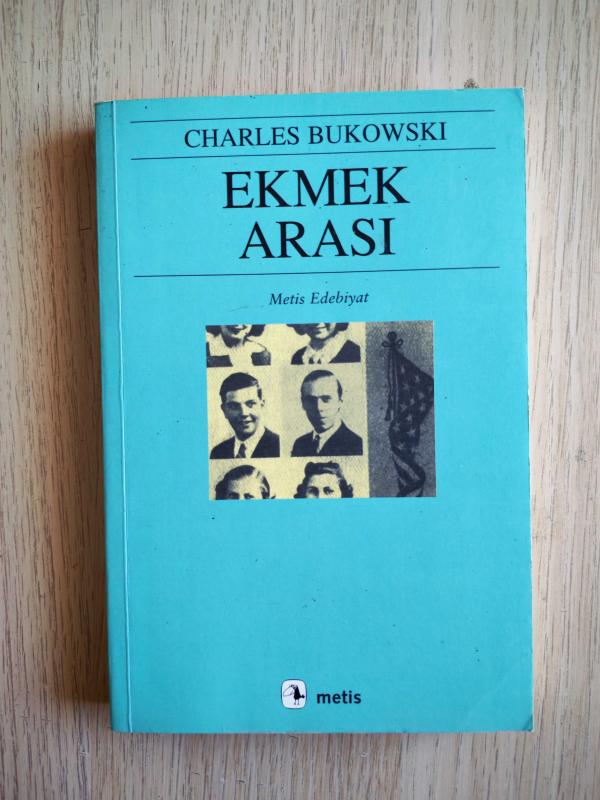 CHARLES BUKOWSKI
EKMEK
ARASI
Metis Edebiyat
metis